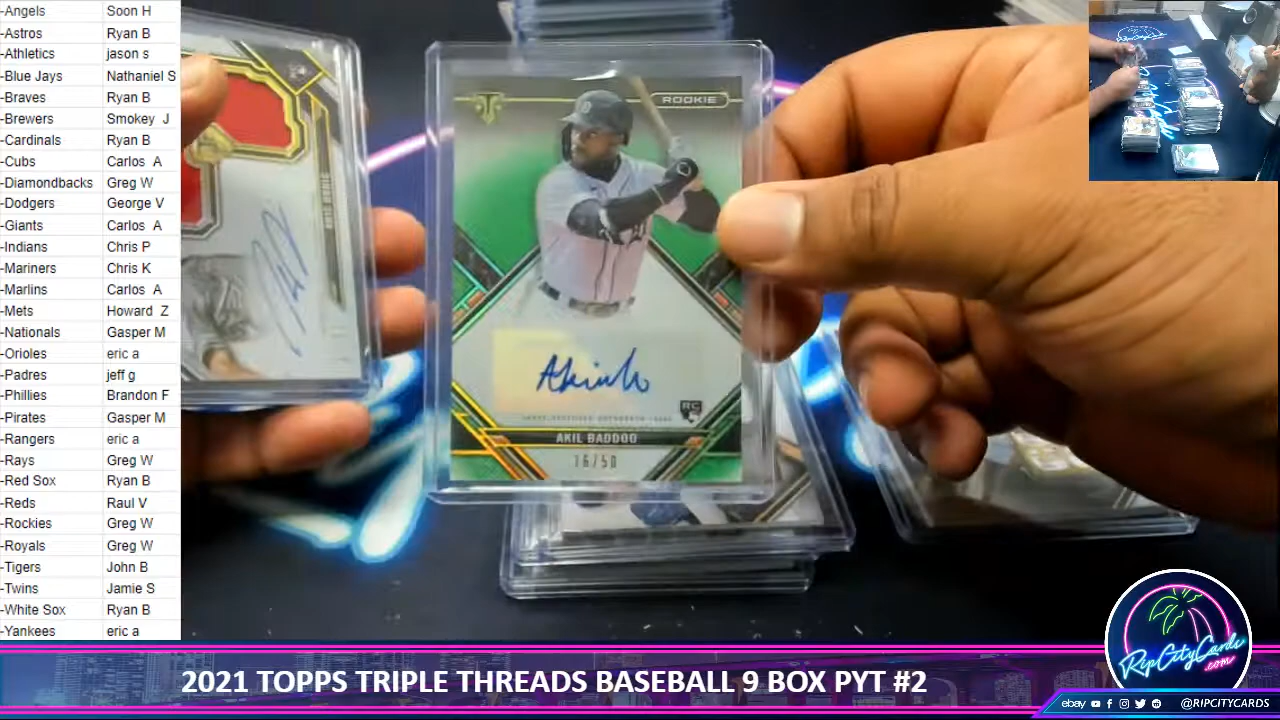 -Angels Soon H
-Astros Ryan B
-Athletics jason s
-Blue Jays Nathaniel S
-Braves Ryan B
-Brewers Smokey J
-Cardinals Ryan B
-Cubs Carlos A
-Diamondbacks Greg W
-Dodgers George V
-Giants Carlos A
-Indians Chris P
-Mariners Chris K
-Marlins Carlos A
-Mets Howard Z
-Nationals Gasper M
-Orioles eric a
-Padres jeff g
-Phillies Brandon F
-Pirates Gasper M
-Rangers eric a
-Rays Greg W
-Red Sox Ryan B
-Reds Raul V
-Rockies Greg W
-Royals Greg W
-Tigers John B
-Twins Jamie S
-White Sox Ryan B
-Yankees eric a
ROOKIE
RC
AKIL BADDOO
16/50
RipCityCards
.com
2021 TOPPS TRIPLE THREADS BASEBALL 9 BOX PYT #2
ebay @RIPCITYCARDS